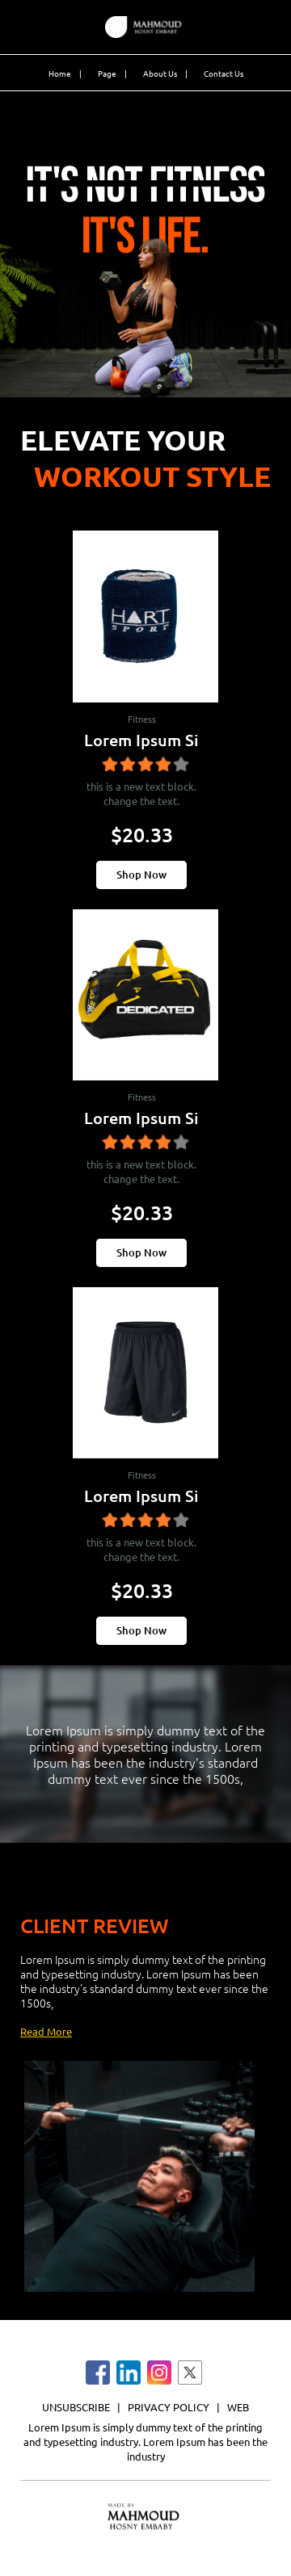 MAHMOUD
HOSNY EMBABY
Home | Page | About Us | Contact Us
IT'S NOT FITNESS
IT'S LIFE.
ELEVATE YOUR
WORKOUT STYLE
HART
SPORT
Fitness
Lorem Ipsum Si
this is a new text block.
change the text.
$20.33
Shop Now
DEDICATED
Fitness
Lorem Ipsum Si
this is a new text block.
change the text.
$20.33
Shop Now
Fitness
Lorem Ipsum Si
this is a new text block.
change the text.
$20.33
Shop Now
Lorem Ipsum is simply dummy text of the
printing and typesetting industry. Lorem
Ipsum has been the industry's standard
dummy text ever since the 1500s,
CLIENT REVIEW
Lorem Ipsum is simply dummy text of the printing
and typesetting industry. Lorem Ipsum has been
the industry's standard dummy text ever since the
1500s,
Read More
UNSUBSCRIBE | PRIVACY POLICY | WEB
Lorem Ipsum is simply dummy text of the printing
and typesetting industry. Lorem Ipsum has been the
industry
MADE BY
MAHMOUD
HOSNY EMBABY